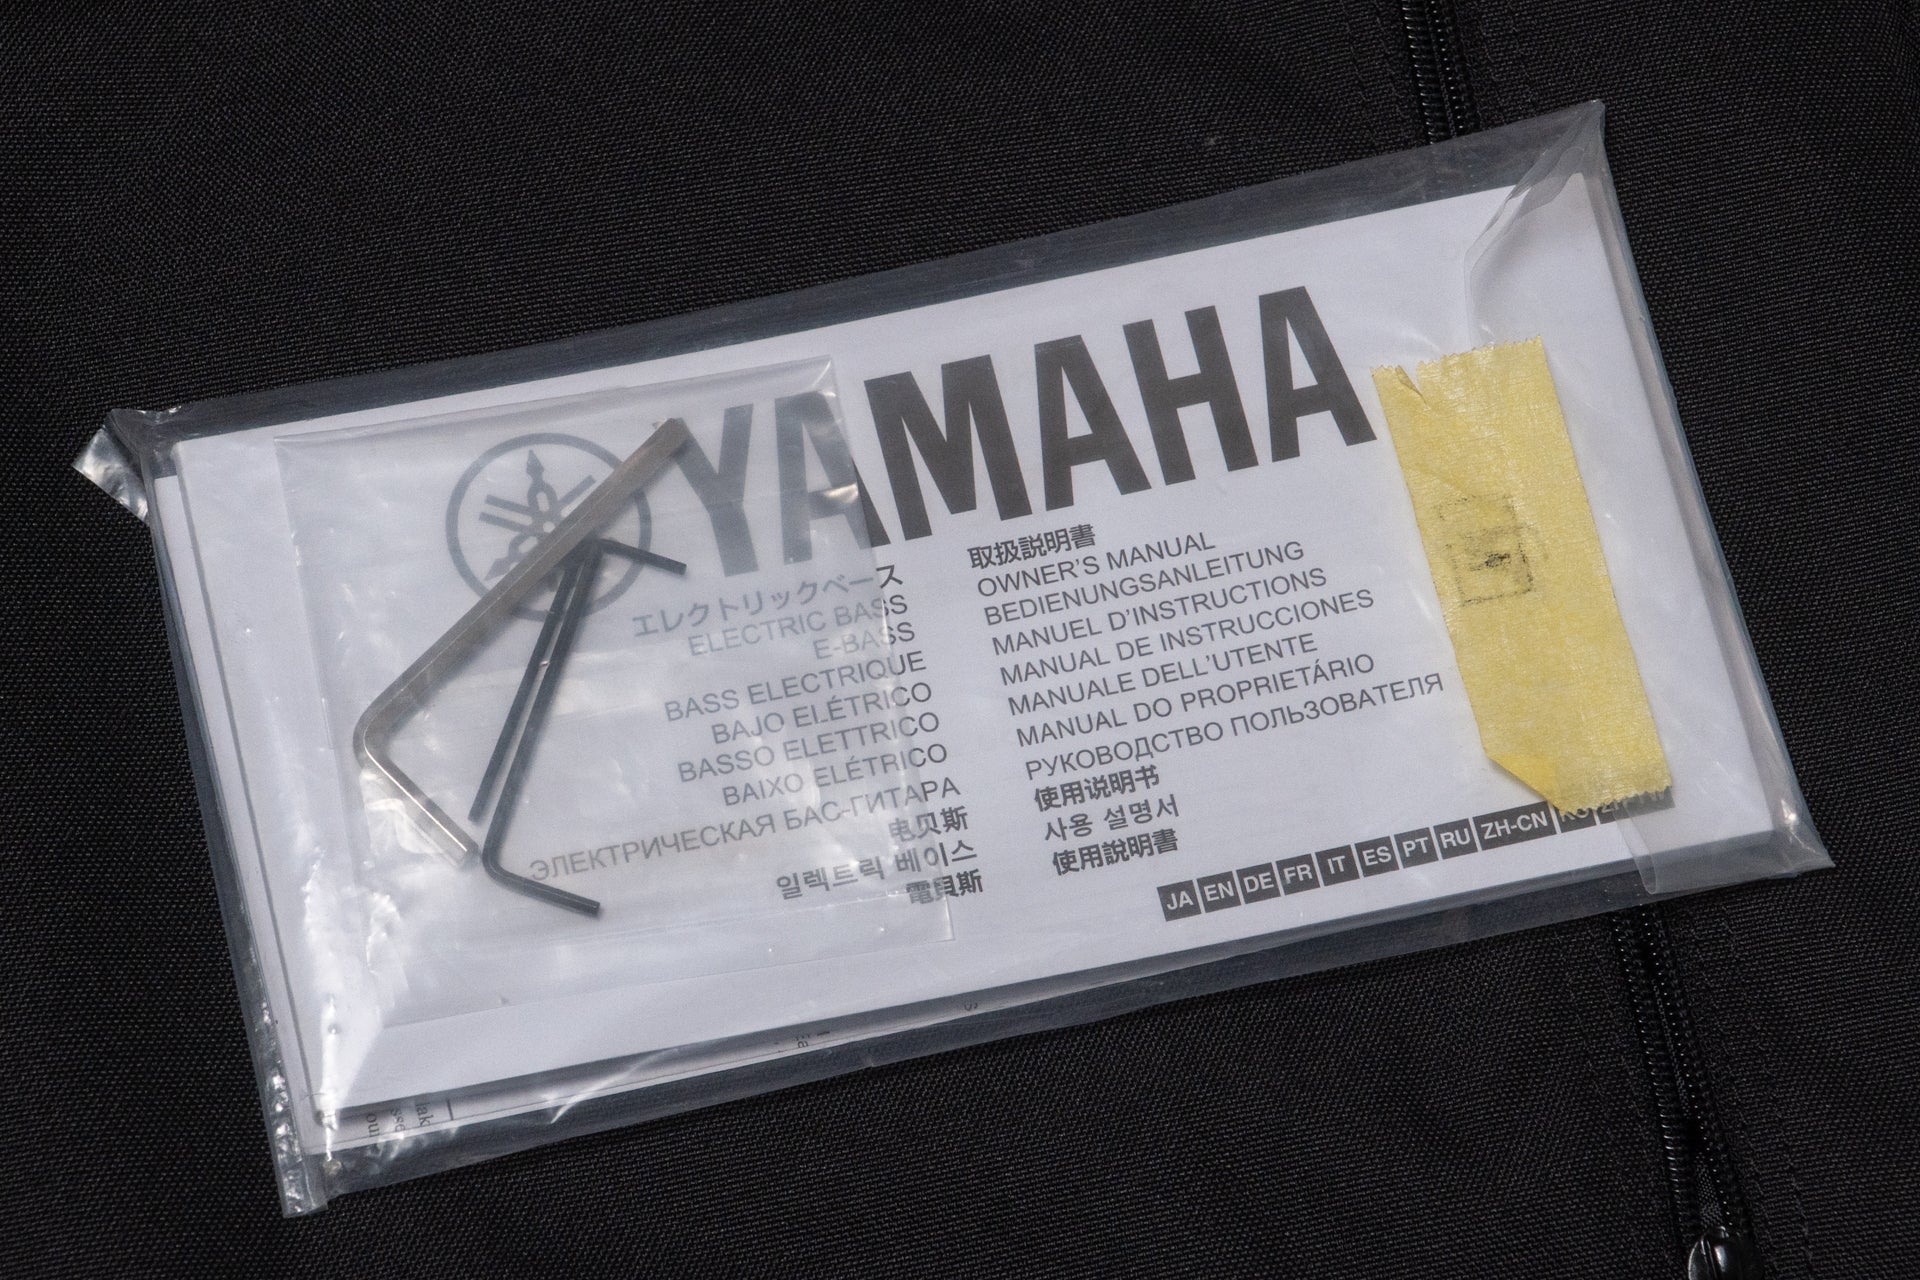 YAMAHA
エレクトリックベース
ELECTRIC BASS
E-BASS
BASS ELECTRIQUE
BAJO ELÉTRICO
BASSO ELETTRICO
BAIXO ELÉTRICO
ЭЛЕКТРИЧЕСКАЯ БАС-ГИТАРА
电贝斯
일렉트릭 베이스
電貝斯
取扱説明書
OWNER'S MANUAL
BEDIENUNGSANLEITUNG
MANUEL D'INSTRUCTIONS
MANUAL DE INSTRUCCIONES
MANUALE DELL'UTENTE
MANUAL DO PROPRIETÁRIO
РУКОВОДСТВО ПОЛЬЗОВАТЕЛЯ
使用说明书
사용 설명서
使用說明書
JA EN DE FR IT ES PT RU ZH-CN KO